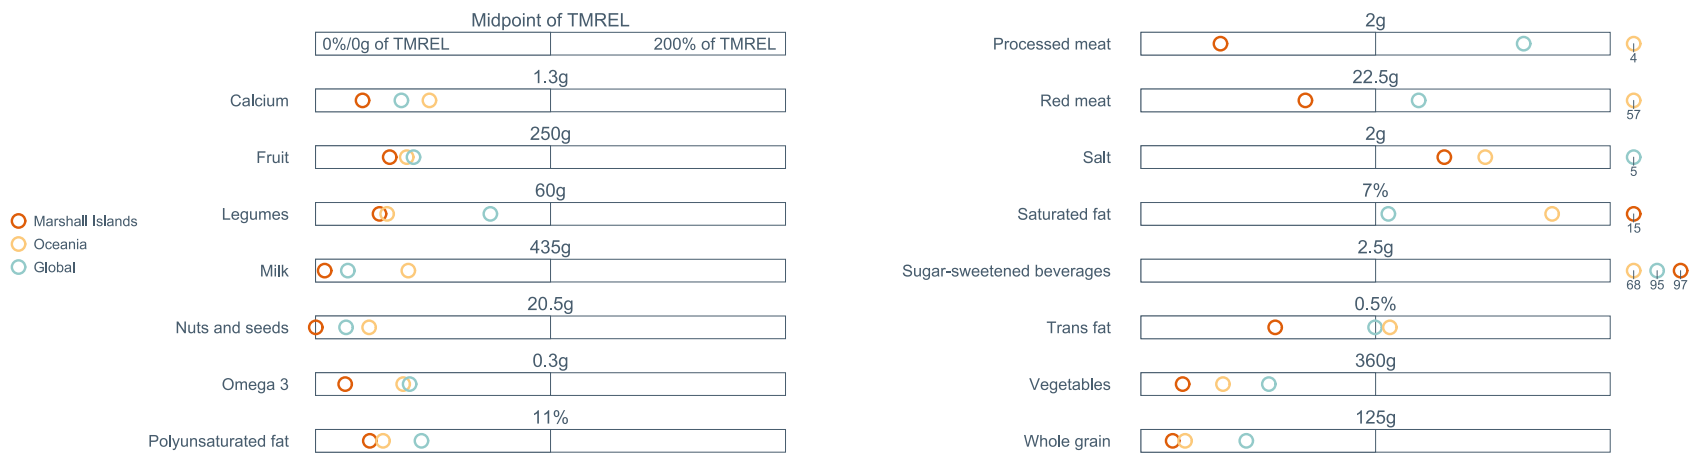 Midpoint of TMREL
0%/0g of TMREL 200% of TMREL
1.3g
Calcium
250g
Fruit
60g
Legumes
Marshall Islands
Oceania
Global
435g
Milk
20.5g
Nuts and seeds
0.3g
Omega 3
11%
Polyunsaturated fat
2g
Processed meat
4
22.5g
Red meat
57
2g
Salt
5
7%
Saturated fat
15
2.5g
Sugar-sweetened beverages
68 95 97
0.5%
Trans fat
360g
Vegetables
125g
Whole grain